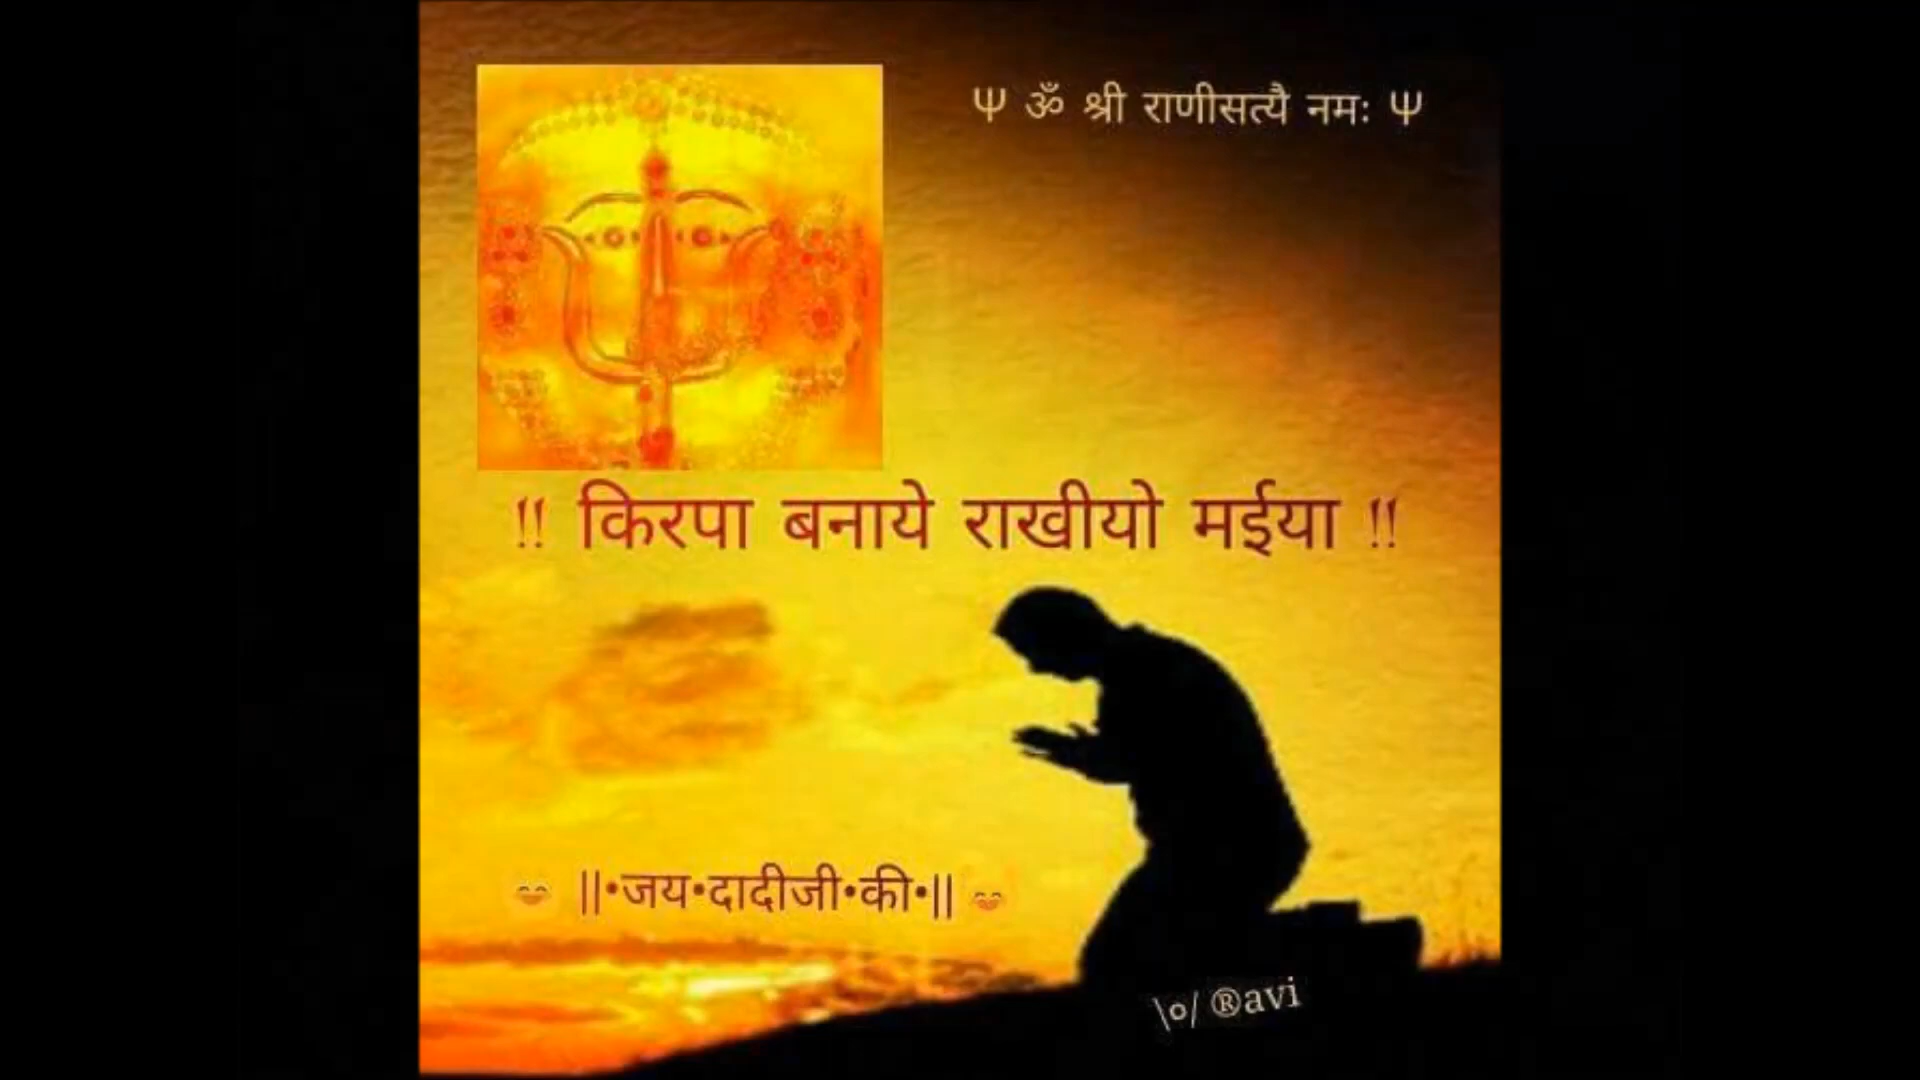 Ψ ॐ श्री राणीसत्यै नमः Ψ
!! किरपा बनाये राखीयो मईया !!
||•जय•दादीजी•की•||
\o/ ®avi